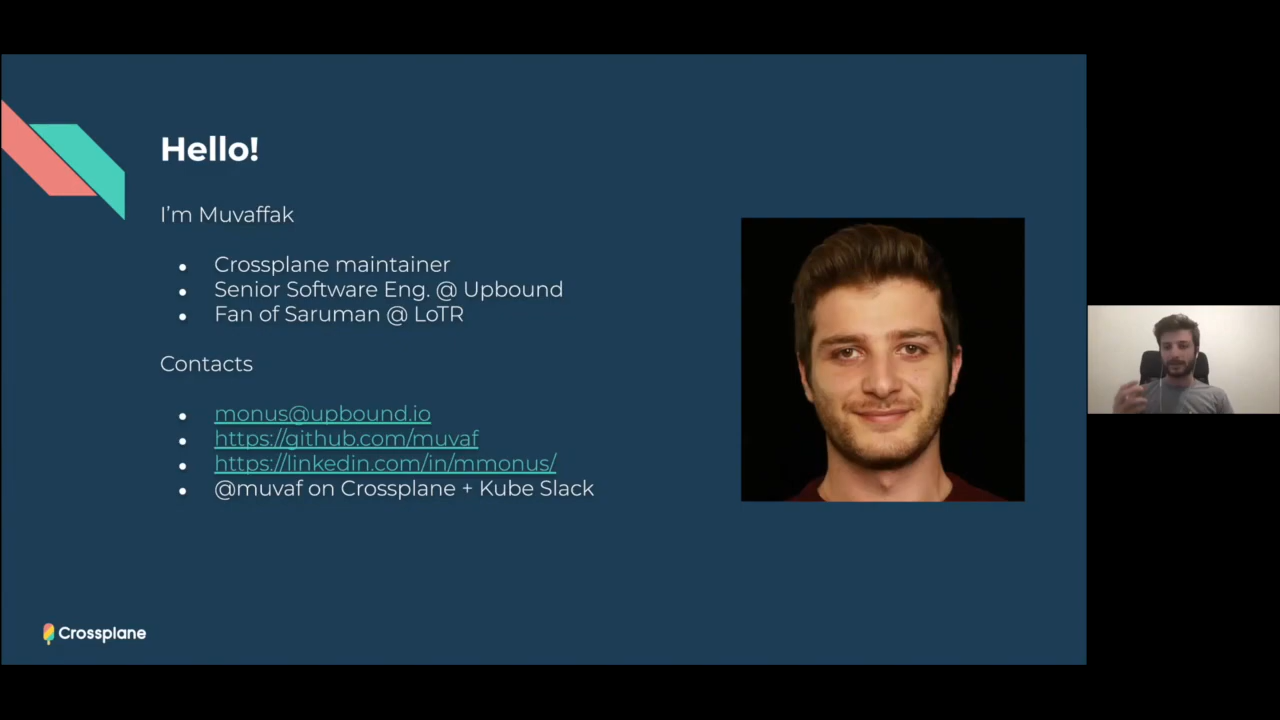 Hello!
I'm Muvaffak
● Crossplane maintainer
● Senior Software Eng. @ Upbound
● Fan of Saruman @ LoTR
Contacts
● monus@upbound.io
● https://github.com/muvaf
● https://linkedin.com/in/mmonus/
● @muvaf on Crossplane + Kube Slack
Crossplane